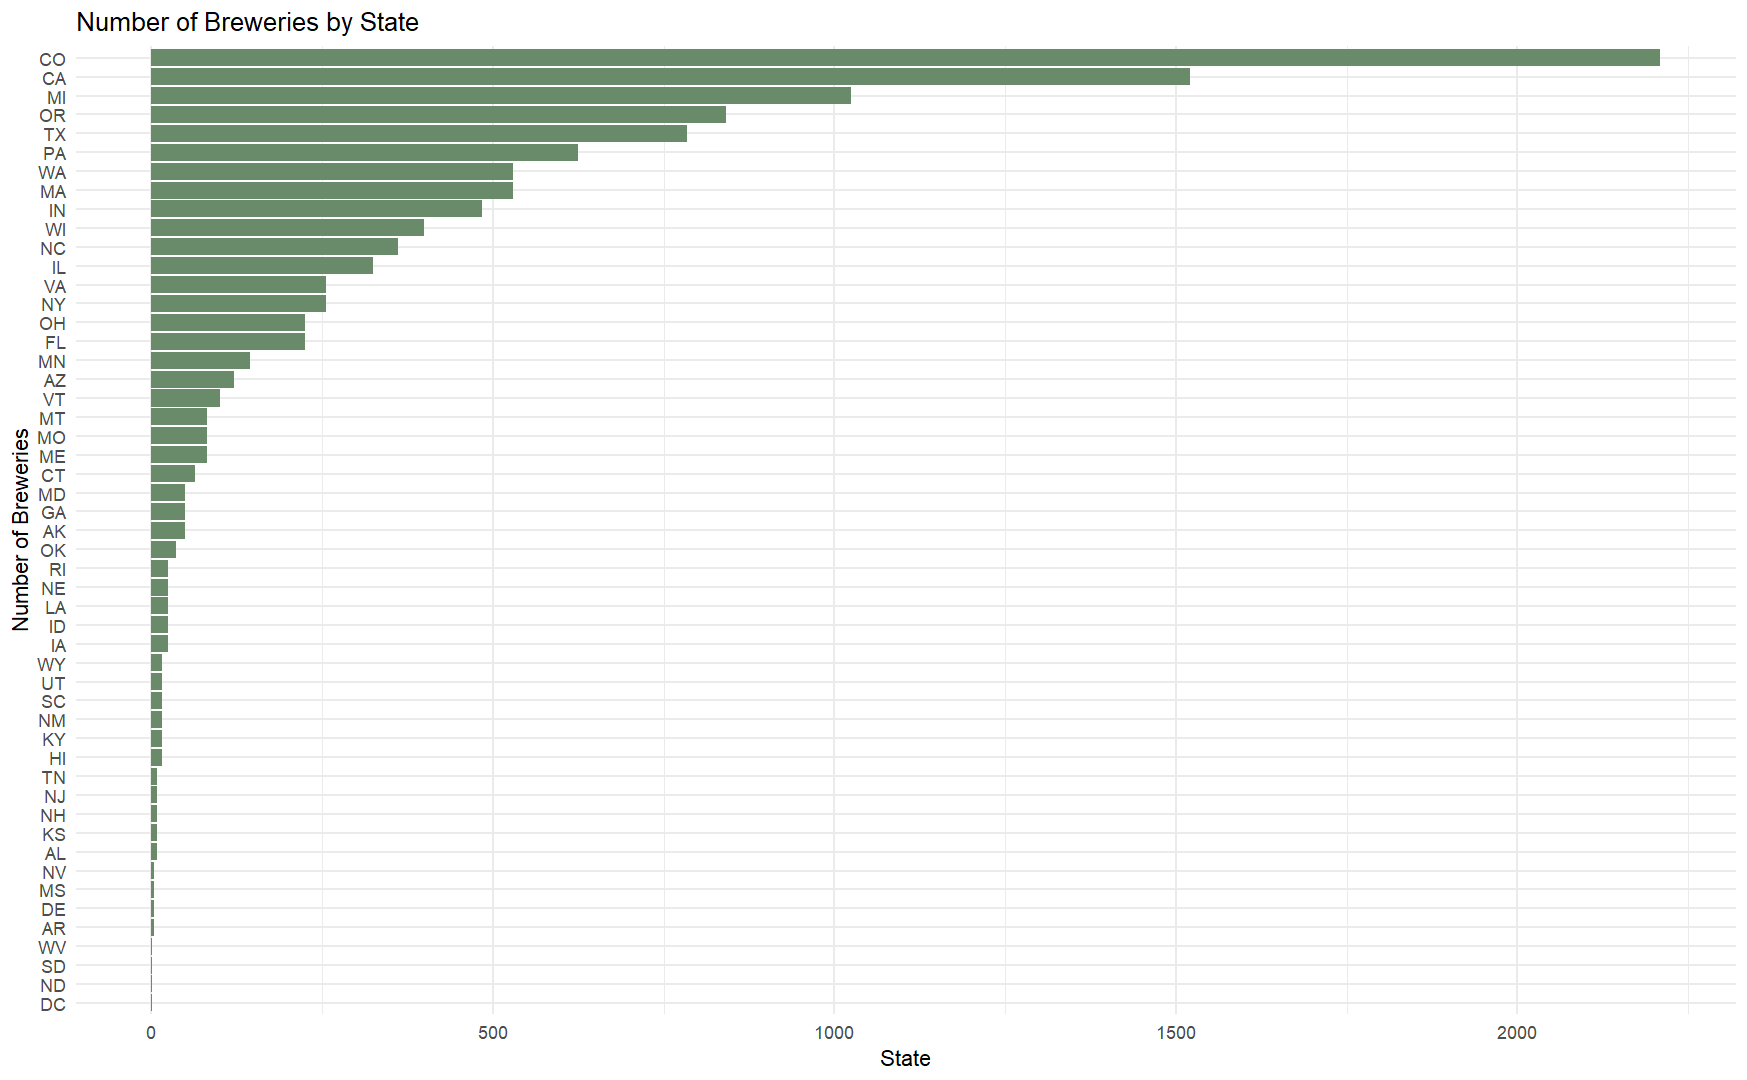 Number of Breweries by State
CO
CA
MI
OR
TX
PA
WA
MA
IN
WI
NC
IL
VA
NY
OH
FL
MN
AZ
VT
MT
MO
ME
CT
MD
GA
AK
OK
RI
NE
LA
ID
IA
WY
UT
SC
NM
KY
HI
TN
NJ
NH
KS
AL
NV
MS
DE
AR
WV
SD
ND
DC
Number of Breweries
0 500 1000 1500 2000
State